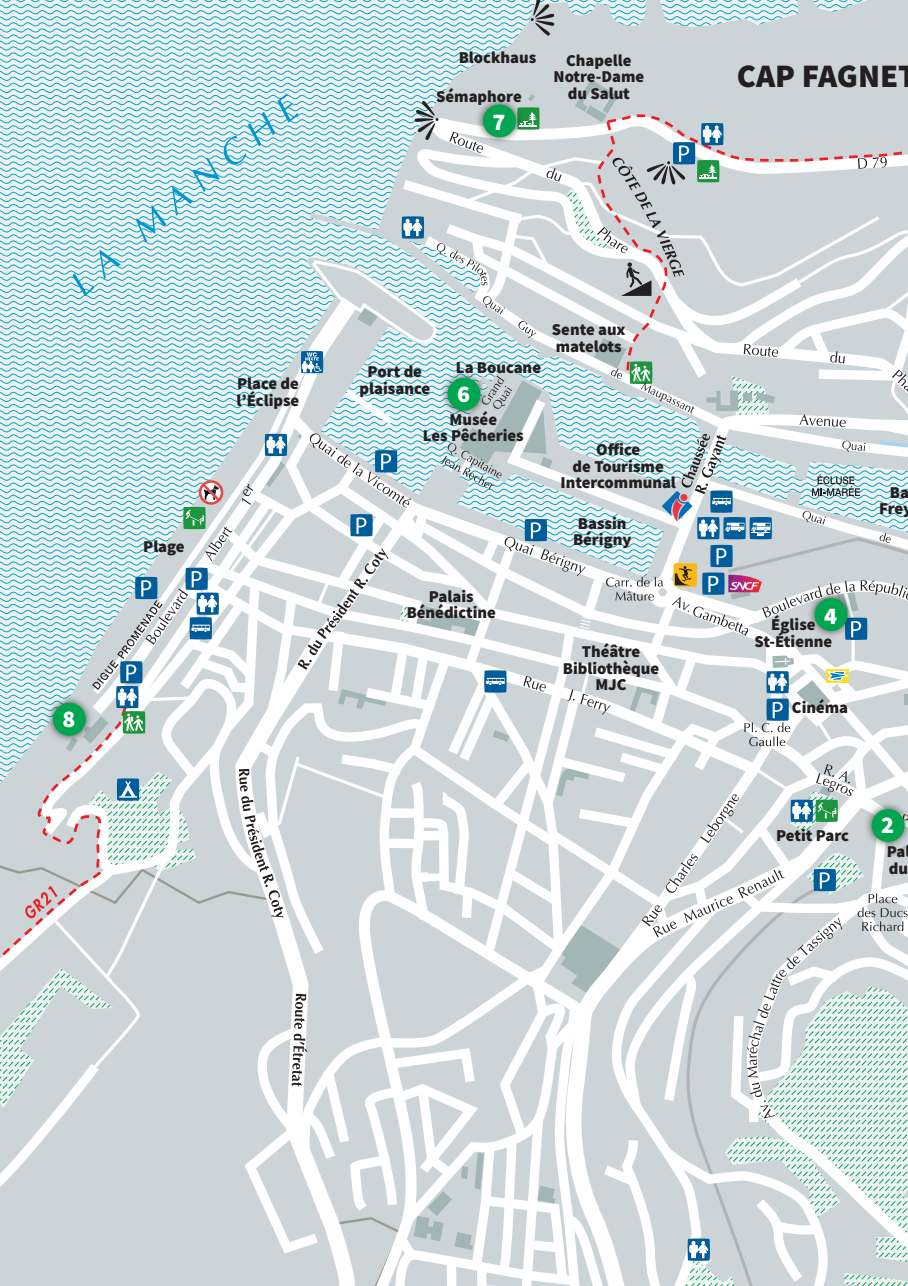 Blockhaus
Chapelle
Notre-Dame
du Salut
CAP FAGNET
Sémaphore
7
Route
du
Phare
P
D 79
CÔTE DE LA VIERGE
LA MANCHE
Q. des Pilotes
Quai
Guy
de
Maupassant
Sente aux
matelots
Route
du
WC
MIXTE
Place de
l'Éclipse
Port de
plaisance
La Boucane
6
Grand
Quai
Musée
Les Pêcheries
Q. Capitaine
Jean Recher
Avenue
Quai
Chaussée
R. Gayant
Office
de Tourisme
Intercommunal
ÉCLUSE
MI-MARÉE
Quai
de
Quai de la Vicomté
P
P
P
Bassin
Bérigny
Quai Bérigny
P
P
SNCF
Carr. de la
Mâture
Av. Gambetta
Boulevard de la Républi
4
P
Église
St-Étienne
Plage
Boulevard
Albert
1er
P
P
DIGUE PROMENADE
P
8
R. du Président R. Coty
Palais
Bénédictine
Théâtre
Bibliothèque
MJC
Rue
J. Ferry
P
Cinéma
Pl. C. de
Gaulle
R. A.
Legros
Petit Parc
2
Pal
du
P
Place
des Ducs
Richard
Rue Charles Leborgne
Rue Maurice Renault
Av. du Maréchal de Lattre de Tassigny
Rue du Président R. Coty
Route d'Étretat
GR21